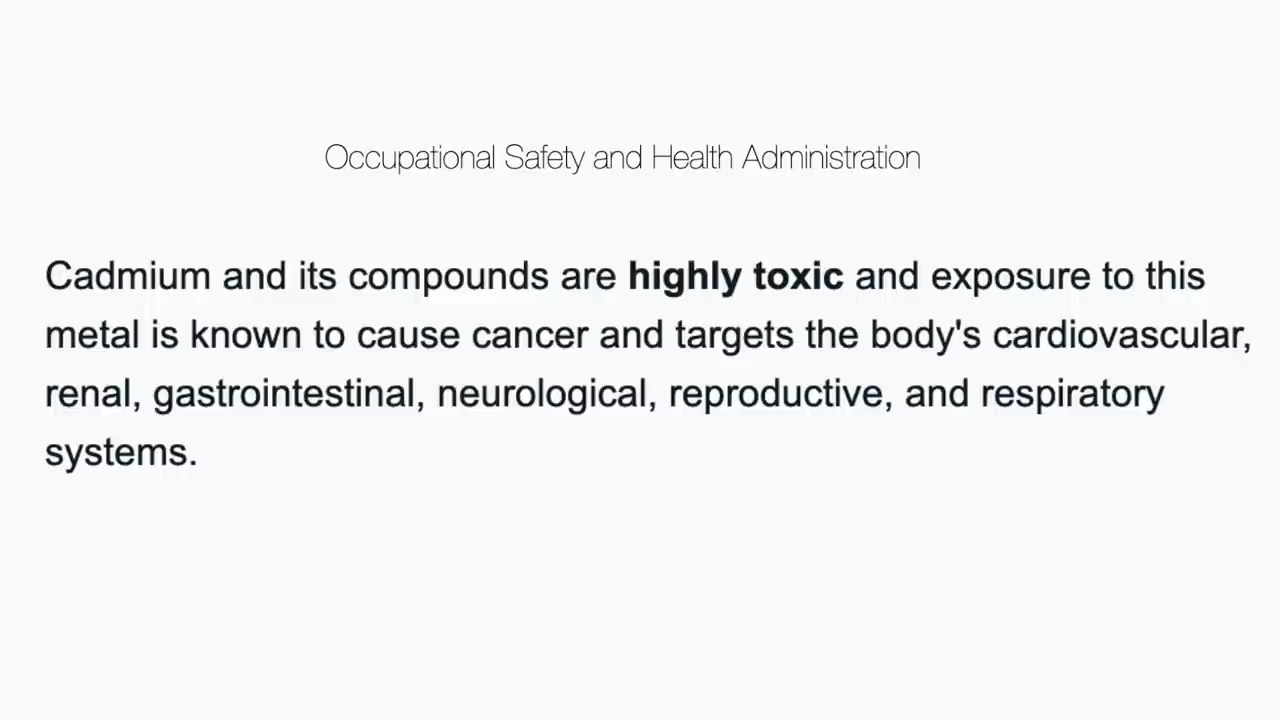 Occupational Safety and Health Administration
Cadmium and its compounds are highly toxic and exposure to this
metal is known to cause cancer and targets the body's cardiovascular,
renal, gastrointestinal, neurological, reproductive, and respiratory
systems.